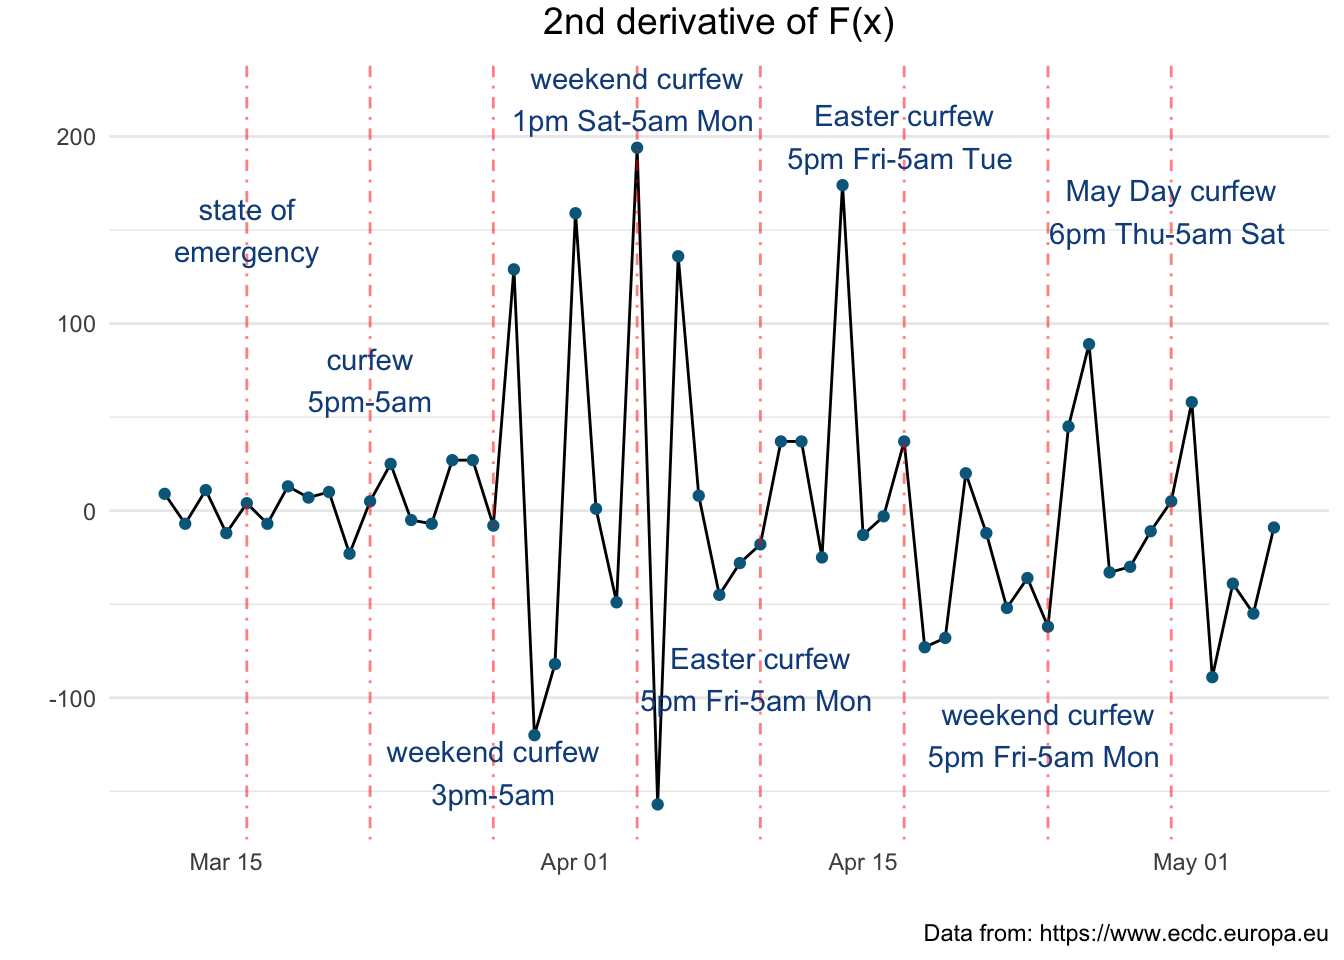 2nd derivative of F(x)
weekend curfew
1pm Sat-5am Mon
Easter curfew
5pm Fri-5am Tue
May Day curfew
6pm Thu-5am Sat
state of
emergency
curfew
5pm-5am
Easter curfew
5pm Fri-5am Mon
weekend curfew
5pm Fri-5am Mon
weekend curfew
3pm-5am
200
100
0
-100
Mar 15
Apr 01
Apr 15
May 01
Data from: https://www.ecdc.europa.eu